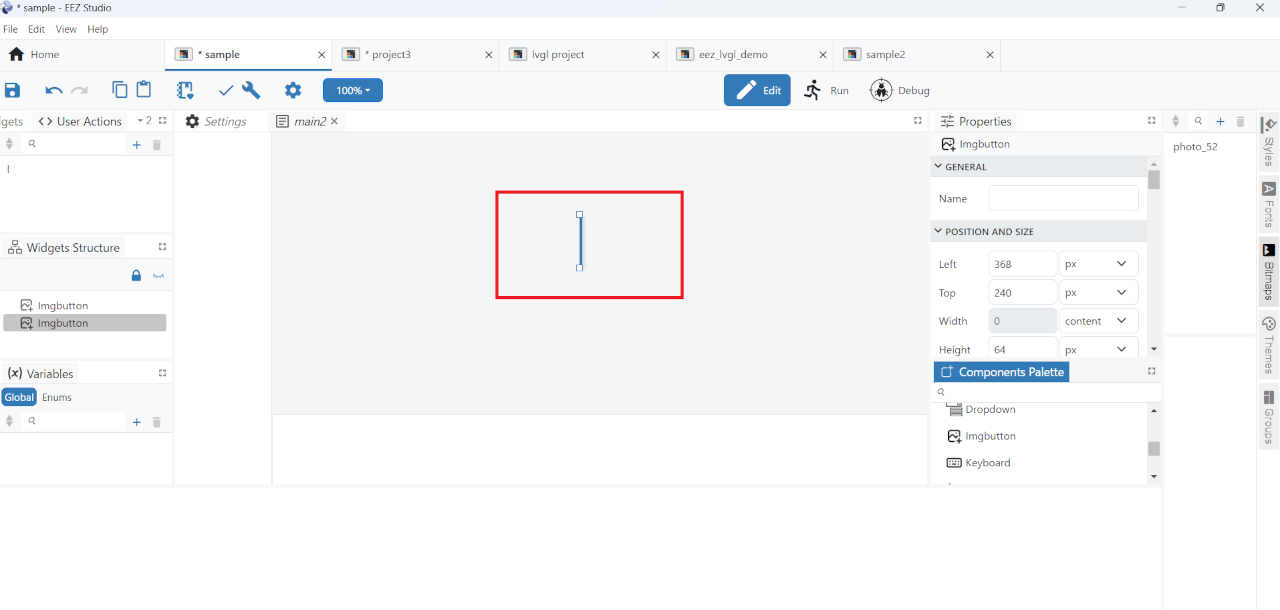 * sample - EEZ Studio
File Edit View Help
Home
* sample
* project3
lvgl project
eez_lvgl_demo
sample2
100%
Edit
Run
Debug
gets
User Actions
2
Settings
main2
Properties
Imgbutton
GENERAL
Name
POSITION AND SIZE
Left 368 px
Top 240 px
Width 0 content
Height 64 px
Widgets Structure
Imgbutton
Imgbutton
(x) Variables
Global Enums
Components Palette
Dropdown
Imgbutton
Keyboard
photo_52
Styles
Fonts
Bitmaps
Themes
Groups